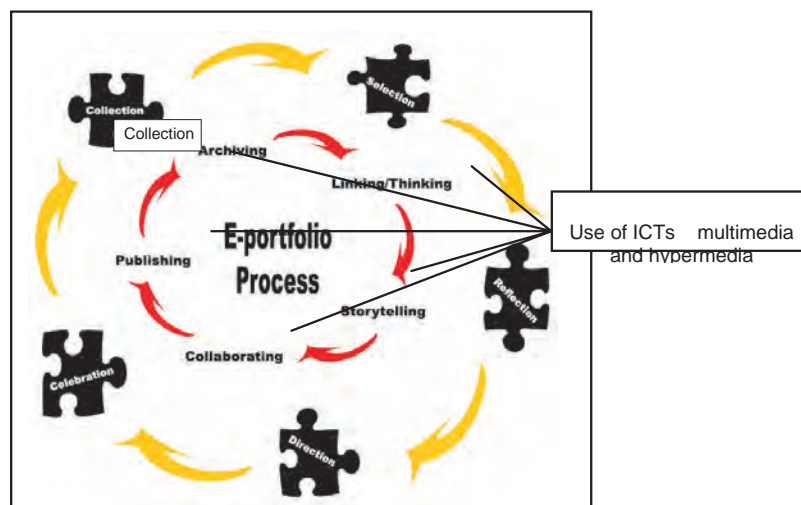 Collection
Selection
Collection
Archiving
Linking/Thinking
Use of ICTs multimedia
and hypermedia
E-portfolio
Process
Publishing
Reflection
Storytelling
Collaborating
Celebration
Direction